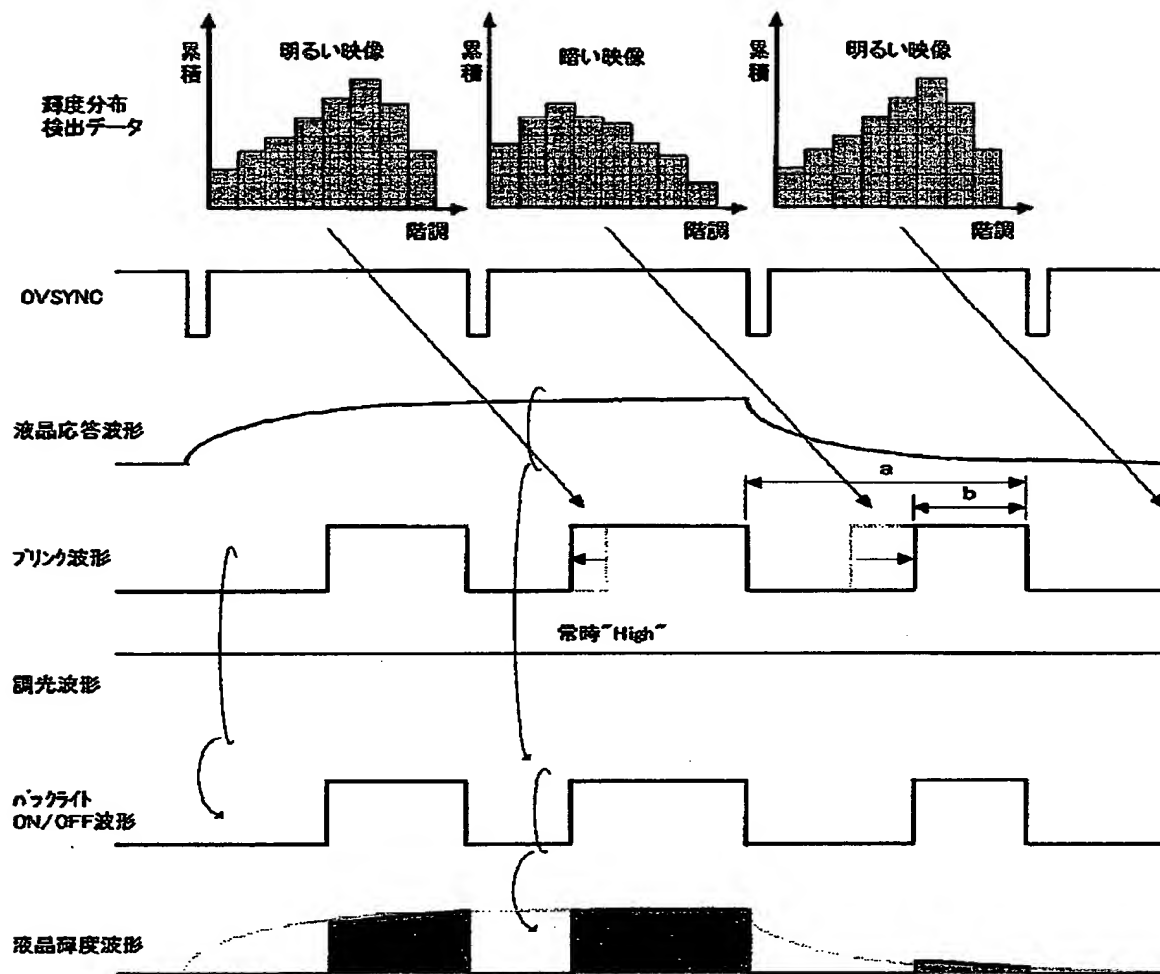 累積
明るい映像
階調
累積
暗い映像
階調
累積
明るい映像
階調
輝度分布
検出データ
OVSYNC
液品応答波形
a
b
ブリンク波形
常時"High"
調光波形
バックライト
ON/OFF波形
液品輝度波形